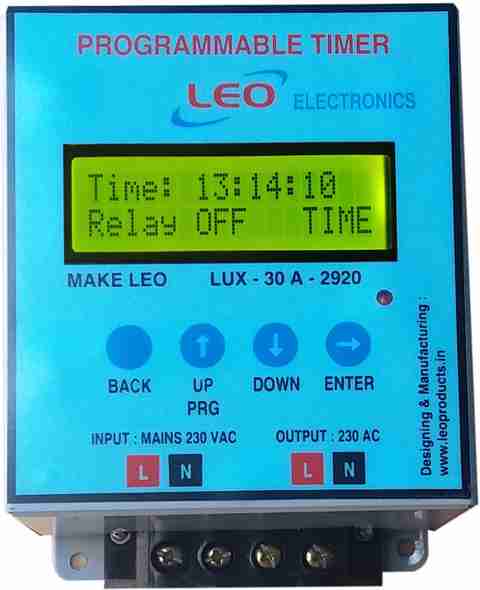 PROGRAMMABLE TIMER
LEO ELECTRONICS
Time: 13:14:10
Relay OFF TIME
MAKE LEO LUX - 30 A - 2920
BACK UP DOWN ENTER
PRG
INPUT : MAINS 230 VAC OUTPUT : 230 AC
L N L N
Designing & Manufacturing :
www.leoproducts.in